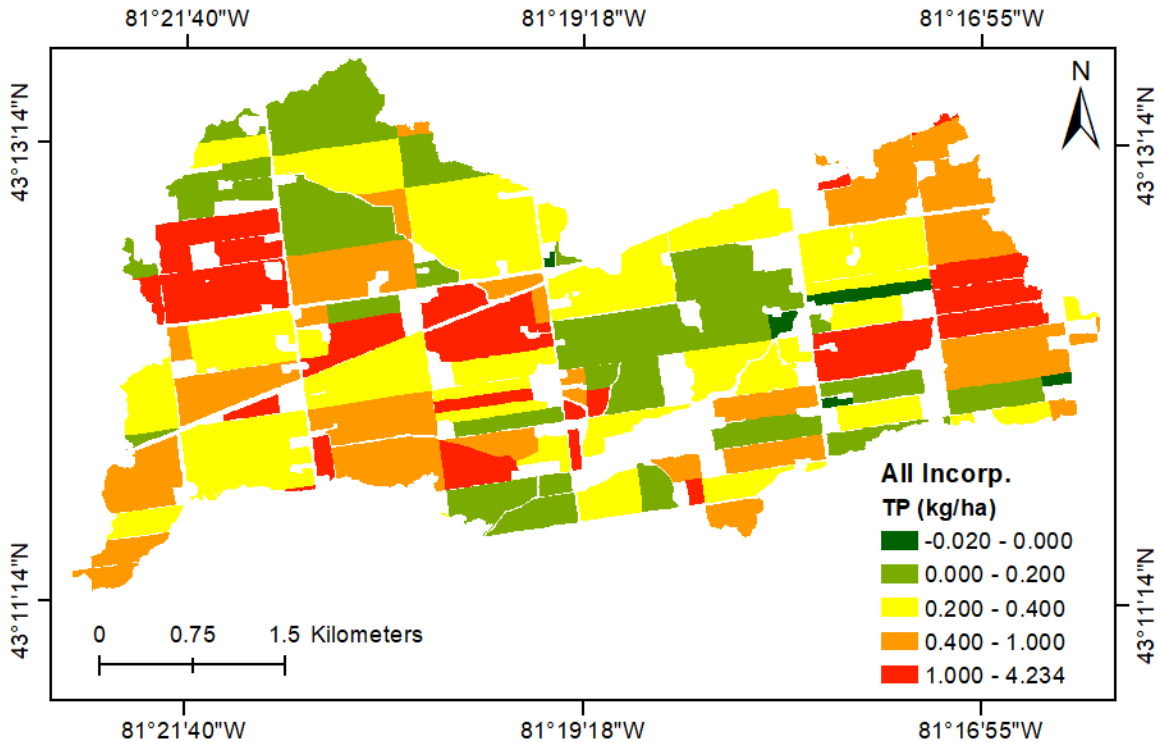 81°21'40"W 81°19'18"W 81°16'55"W
43°13'14"N
43°13'14"N
N
43°11'14"N
43°11'14"N
All Incorp.
TP (kg/ha)
-0.020 - 0.000
0.000 - 0.200
0.200 - 0.400
0.400 - 1.000
1.000 - 4.234
0 0.75 1.5 Kilometers
81°21'40"W 81°19'18"W 81°16'55"W